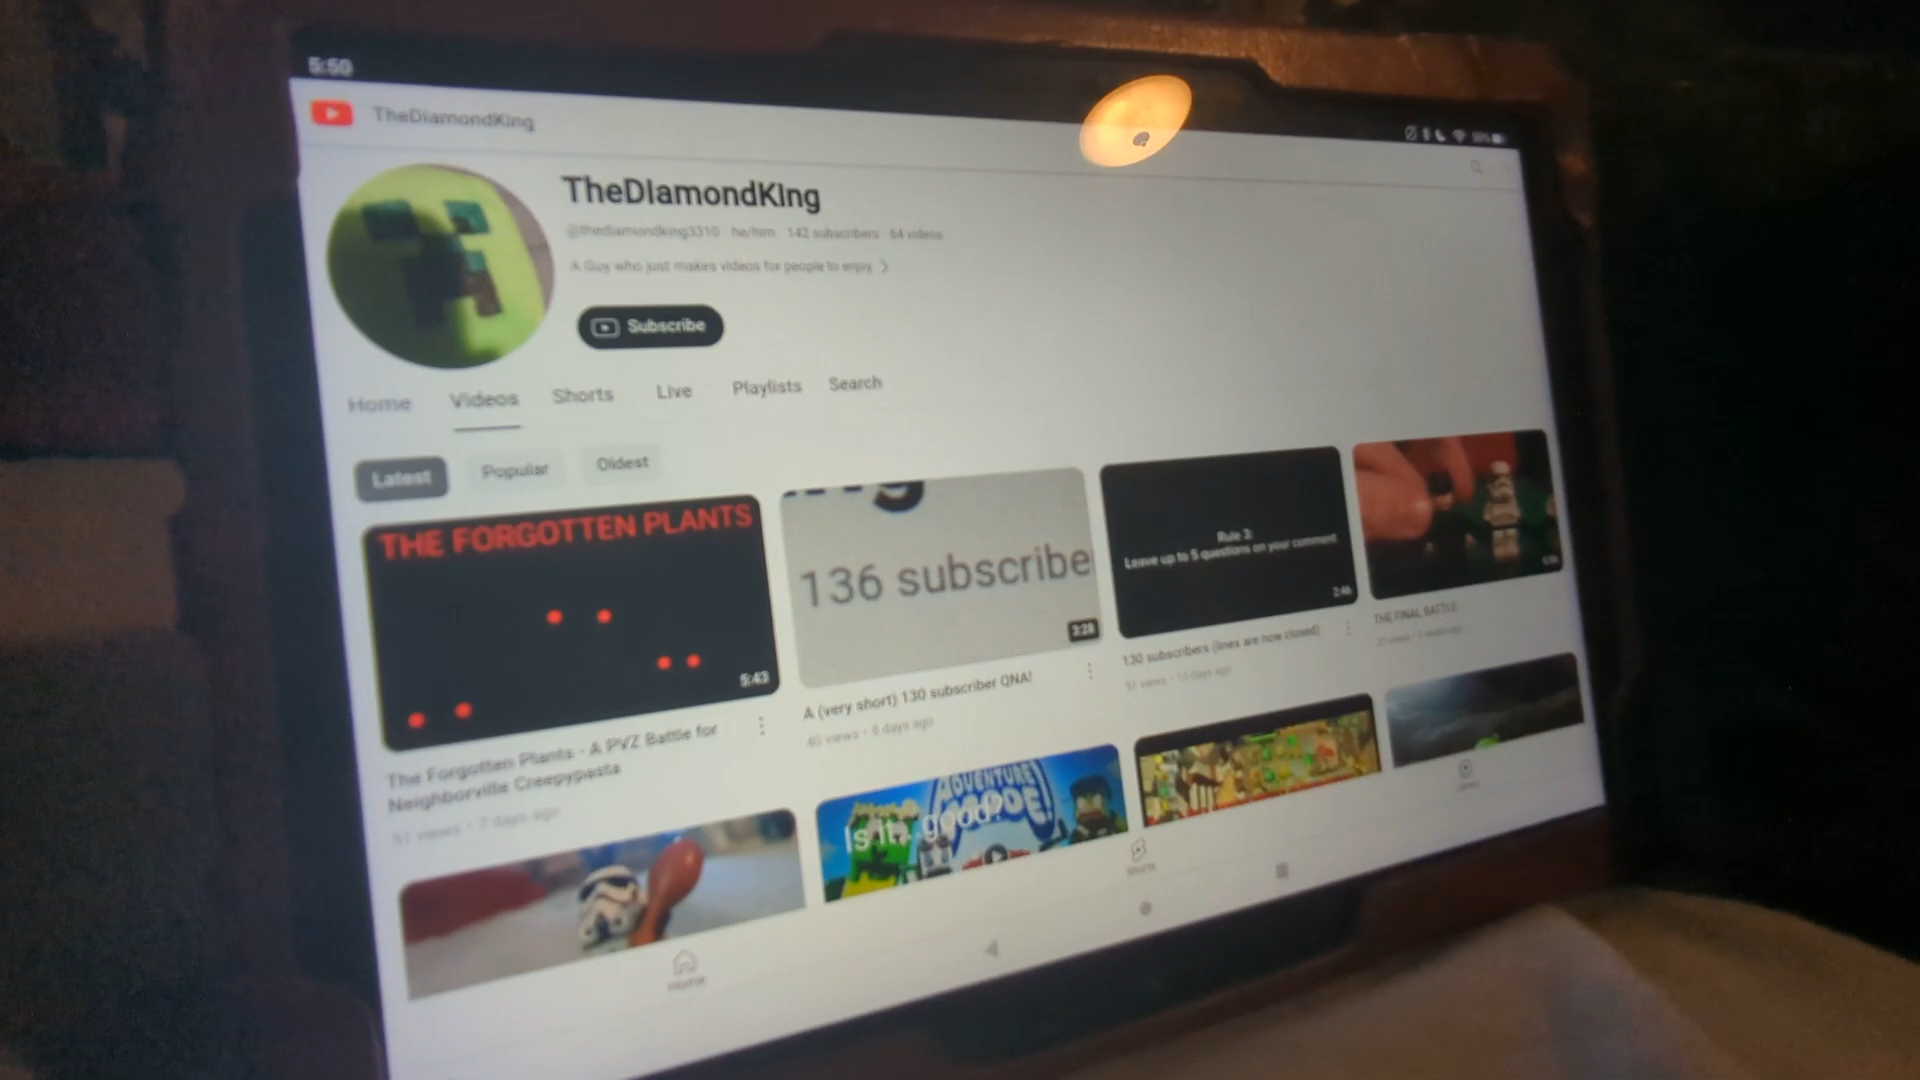 5:50
TheDiamondKing
TheDiamondKing
@thediamondking3310 he/him 142 subscribers 64 videos
A Guy who just makes videos for people to enjoy
Subscribe
Home Videos Shorts Live Playlists Search
Latest Popular Oldest
THE FORGOTTEN PLANTS
5:43
The Forgotten Plants - A PVZ Battle for
Neighborville Creepypasta
51 views • 7 days ago
136 subscribe
3:28
A (very short) 130 subscriber QNA!
40 views • 8 days ago
Rule 3:
Leave up to 5 questions on your comment
2:46
130 subscribers (lines are now closed)
51 views • 13 days ago
THE FINAL BATTLE
ADVENTURE
MODE!
Is it.. good?
Home
Shorts